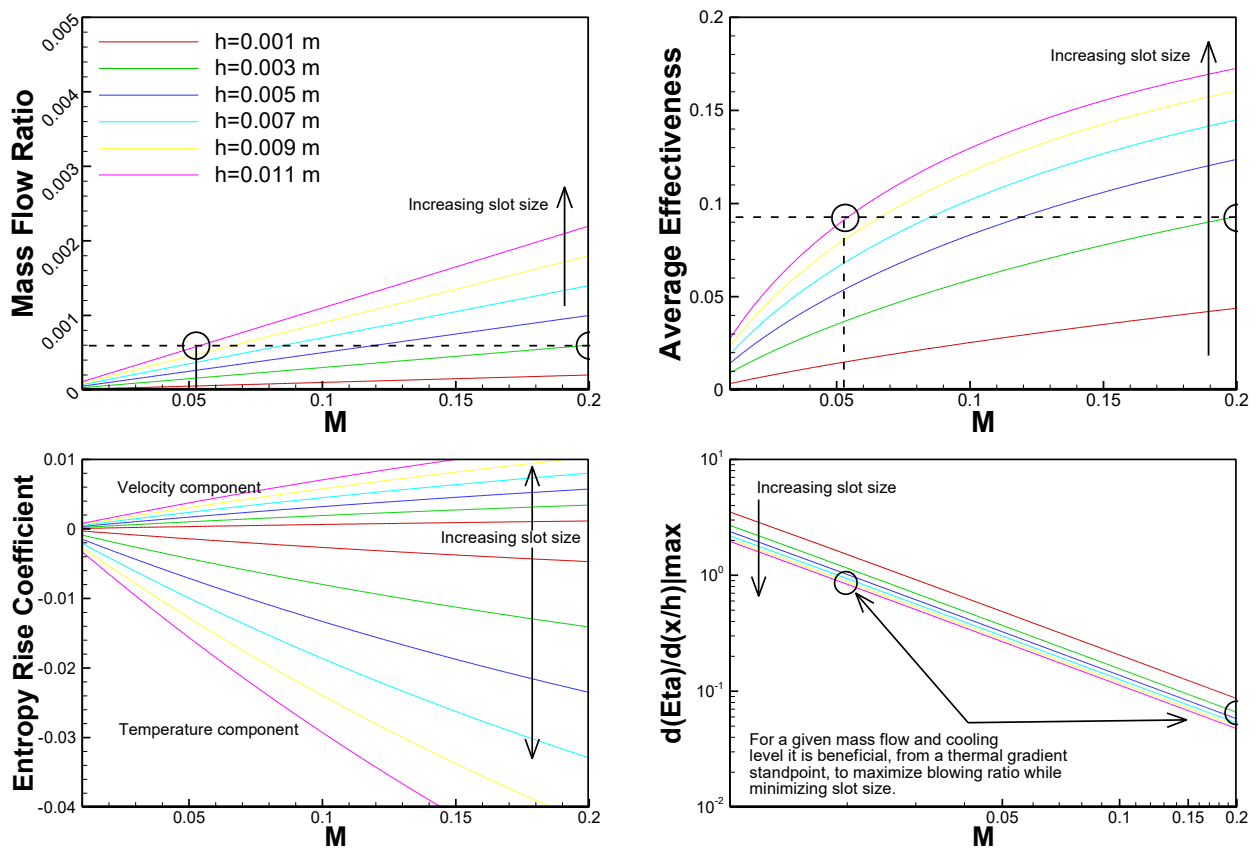 Mass Flow Ratio
0.005
0.004
0.003
0.002
0.001
0
h=0.001 m
h=0.003 m
h=0.005 m
h=0.007 m
h=0.009 m
h=0.011 m
Increasing slot size
0.05
0.1
0.15
0.2
M
Average Effectiveness
0.2
0.15
0.1
0.05
0
Increasing slot size
0.05
0.1
0.15
0.2
M
Entropy Rise Coefficient
0.01
0
-0.01
-0.02
-0.03
-0.04
Velocity component
Increasing slot size
Temperature component
0.05
0.1
0.15
0.2
M
d(Eta)/d(x/h)|max
10¹
10⁰
10⁻¹
10⁻²
Increasing slot size
For a given mass flow and cooling
level it is beneficial, from a thermal gradient
standpoint, to maximize blowing ratio while
minimizing slot size.
0.05
0.1
0.15
0.2
M